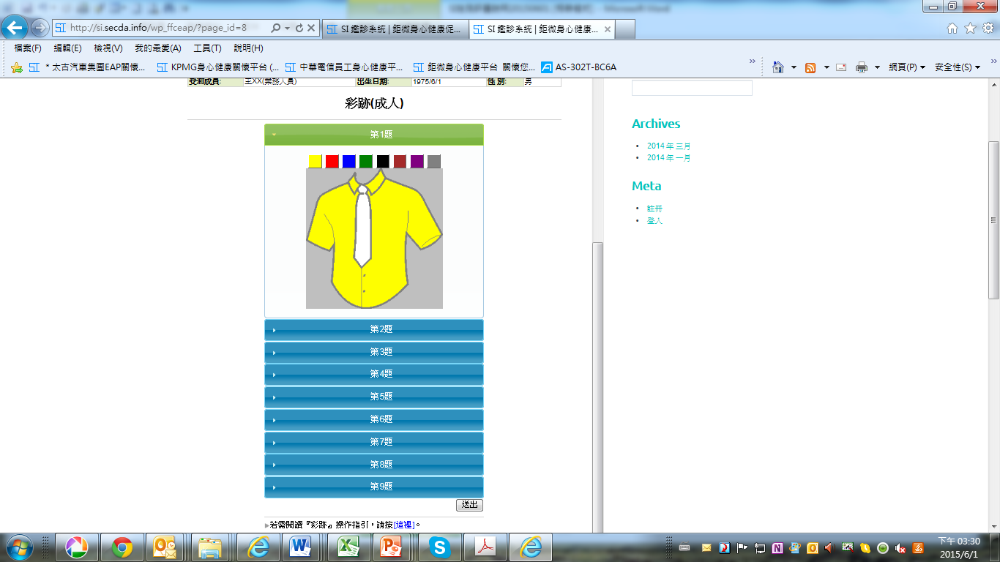 http://si.secda.info/wp_ffceap/?page_id=8
SI 鑑診系統 | 鉅微身心健康促...
SI 鑑診系統 | 鉅微身心健康...
檔案(F) 編輯(E) 檢視(V) 我的最愛(A) 工具(T) 說明(H)
* 太古汽車集團EAP關懷... KPMG身心健康關懷平台 (... 中華電信員工身心健康平... 鉅微身心健康平台 關懷您... AS-302T-BC6A
網頁(P) 安全性(S)
受測成員: 王XX(業務人員) 出生日期: 1975/6/1 性 別: 男
彩跡(成人)
第1題
第2題
第3題
第4題
第5題
第6題
第7題
第8題
第9題
送出
若需閱讀『彩跡』操作指引，請按[這裡]。
Archives
2014 年 三月
2014 年 一月
Meta
註冊
登入
下午 03:30
2015/6/1